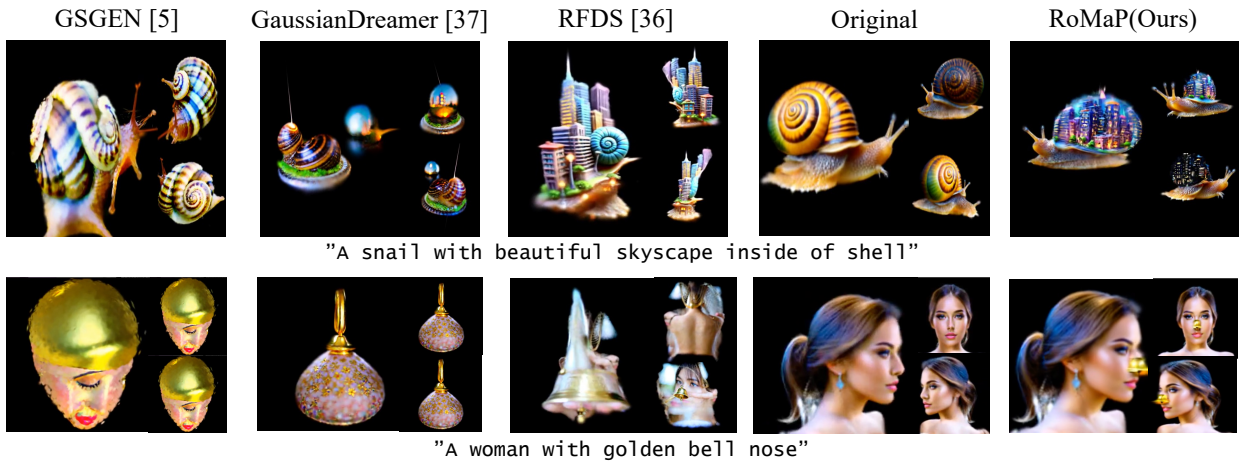 GSGEN [5] GaussianDreamer [37] RFDS [36] Original RoMaP(Ours)
”A snail with beautiful skyscape inside of shell”
”A woman with golden bell nose”